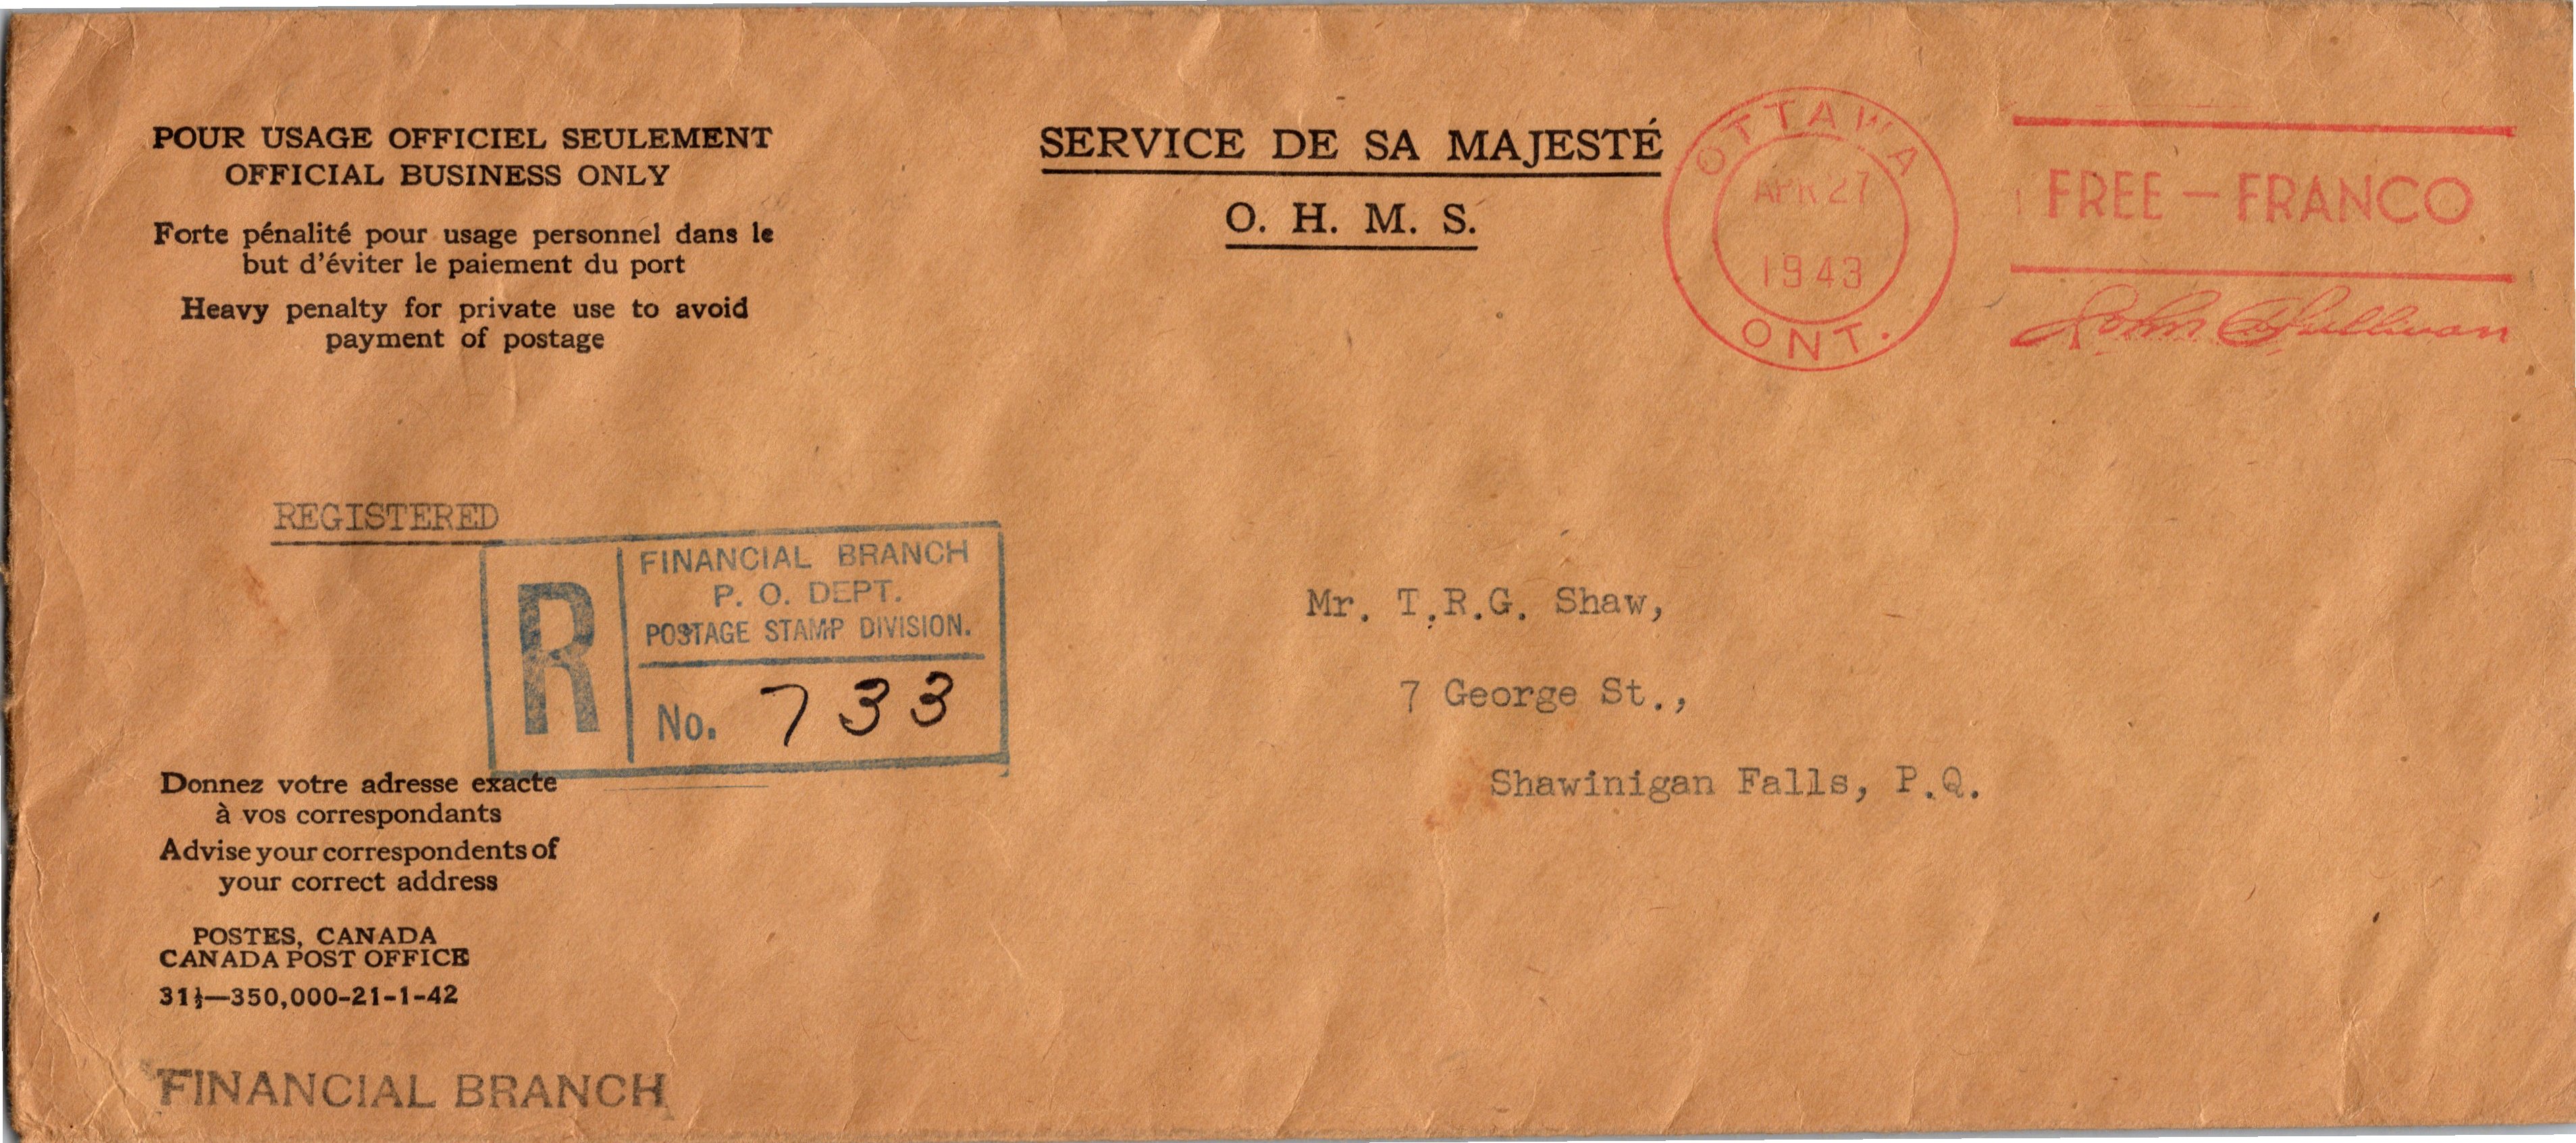 POUR USAGE OFFICIEL SEULEMENT
OFFICIAL BUSINESS ONLY
Forte pénalité pour usage personnel dans le
but d'éviter le paiement du port
Heavy penalty for private use to avoid
payment of postage
SERVICE DE SA MAJESTÉ
O. H. M. S.
OTTAWA
APR 27
1943
ONT.
FREE — FRANCO
John A. Sullivan
REGISTERED
R
FINANCIAL BRANCH
P. O. DEPT.
POSTAGE STAMP DIVISION.
No. 733
Mr. T.R.G. Shaw,
7 George St.,
Shawinigan Falls, P.Q.
Donnez votre adresse exacte
à vos correspondants
Advise your correspondents of
your correct address
POSTES, CANADA
CANADA POST OFFICE
31½—350,000-21-1-42
FINANCIAL BRANCH